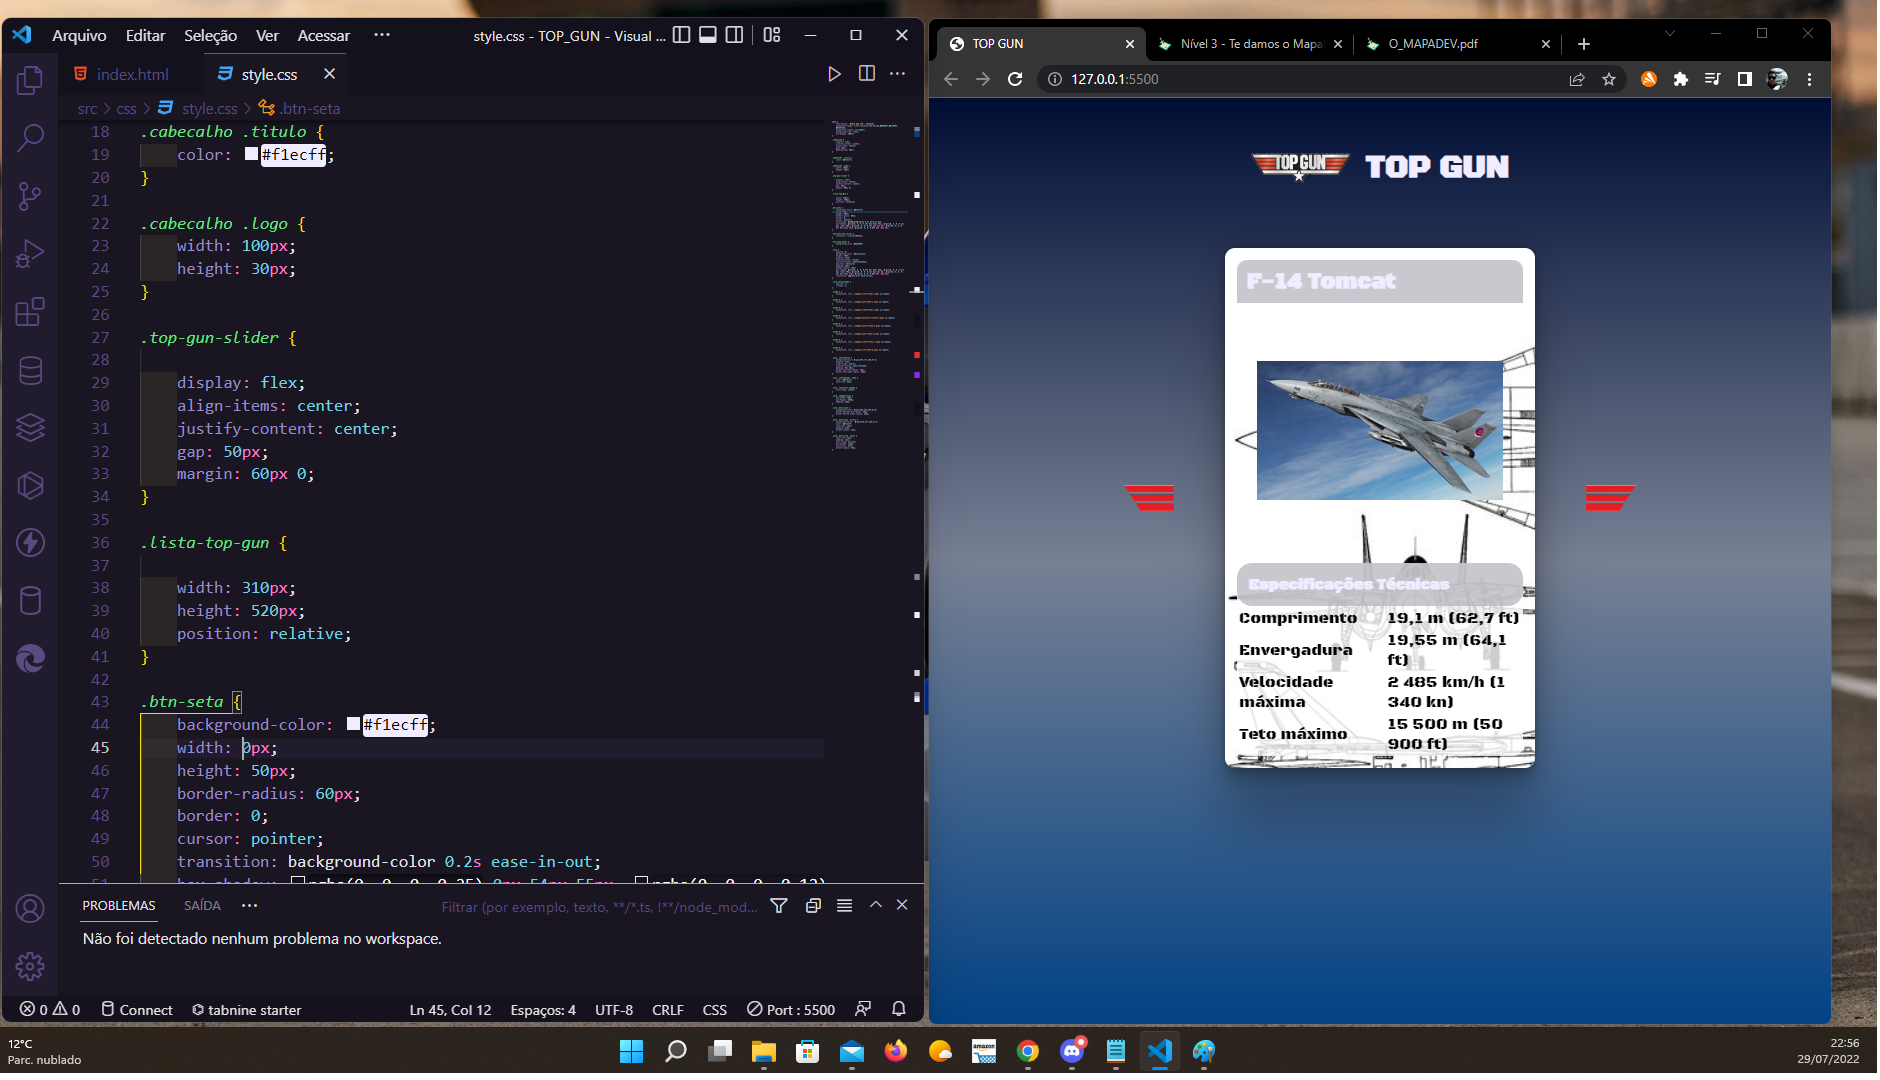 Arquivo Editar Seleção Ver Acessar ··· style.css - TOP_GUN - Visual ...
index.html style.css
src > css > style.css > .btn-seta
18 .cabecalho .titulo {
19 color: #f1ecff;
20 }
21
22 .cabecalho .logo {
23 width: 100px;
24 height: 30px;
25 }
26
27 .top-gun-slider {
28
29 display: flex;
30 align-items: center;
31 justify-content: center;
32 gap: 50px;
33 margin: 60px 0;
34 }
35
36 .lista-top-gun {
37
38 width: 310px;
39 height: 520px;
40 position: relative;
41 }
42
43 .btn-seta {
44 background-color: #f1ecff;
45 width: 0px;
46 height: 50px;
47 border-radius: 60px;
48 border: 0;
49 cursor: pointer;
50 transition: background-color 0.2s ease-in-out;
PROBLEMAS SAÍDA ··· Filtrar (por exemplo, texto, **/*.ts, !**/node_mod...
Não foi detectado nenhum problema no workspace.
0 0 Connect tabnine starter Ln 45, Col 12 Espaços: 4 UTF-8 CRLF CSS Port : 5500
TOP GUN Nível 3 - Te damos o Mapa O_MAPADEV.pdf
127.0.0.1:5500
TOP GUN TOP GUN
F-14 Tomcat
Especificações Técnicas
Comprimento 19,1 m (62,7 ft)
Envergadura 19,55 m (64,1 ft)
Velocidade máxima 2 485 km/h (1 340 kn)
Teto máximo 15 500 m (50 900 ft)
12°C
Parc. nublado
amazon
22:56
29/07/2022